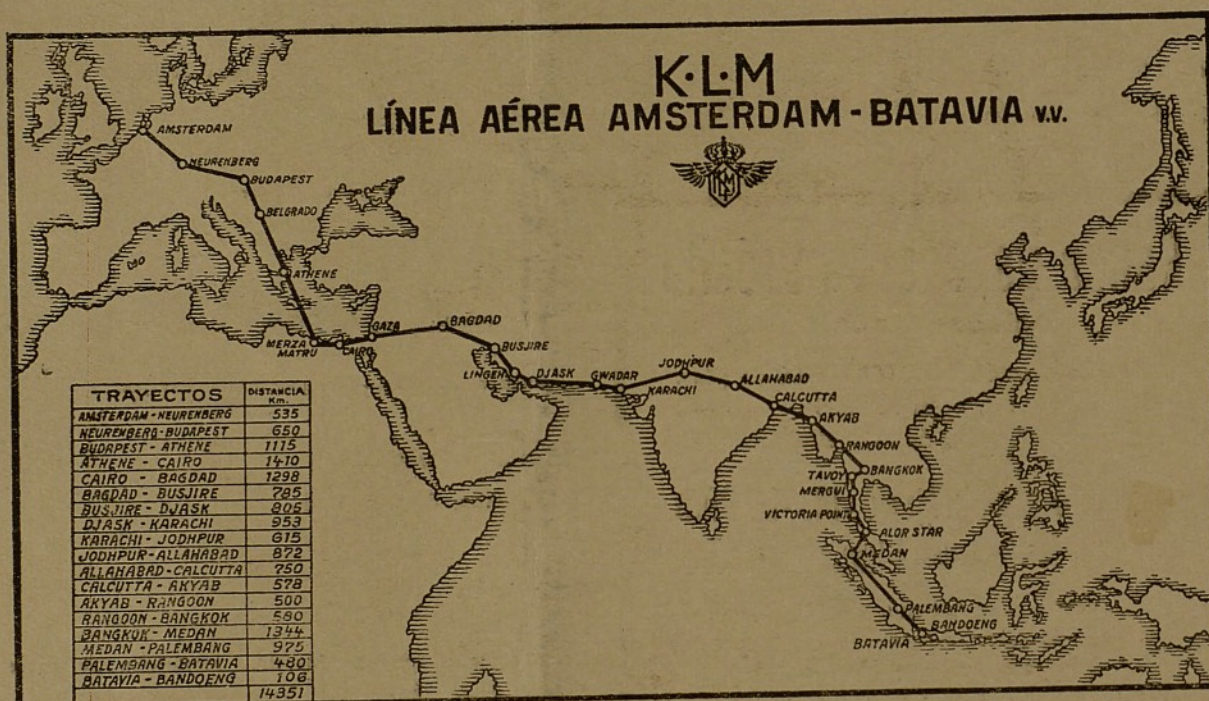 K·L·M
LÍNEA AÉREA AMSTERDAM - BATAVIA v.v.
KLM
AMSTERDAM
NEURENBERG
BUDAPEST
BELGRADO
ATHENE
MERZA
MATRU
CAIRO
GAZA
BAGDAD
BUSJIRE
LINGEH
DJASK
GWADAR
KARACHI
JODHPUR
ALLAHABAD
CALCUTTA
AKYAB
RANGOON
BANGKOK
TAVOY
MERGUI
VICTORIA POINT
ALOR STAR
MEDAN
PALEMBANG
BANDOENG
BATAVIA
TRAYECTOS DISTANCIA Km.
AMSTERDAM - NEURENBERG 535
NEURENBERG - BUDAPEST 650
BUDAPEST - ATHENE 1115
ATHENE - CAIRO 1410
CAIRO - BAGDAD 1298
BAGDAD - BUSJIRE 785
BUSJIRE - DJASK 805
DJASK - KARACHI 953
KARACHI - JODHPUR 615
JODHPUR - ALLAHABAD 872
ALLAHABAD - CALCUTTA 750
CALCUTTA - AKYAB 578
AKYAB - RANGOON 500
RANGOON - BANGKOK 580
BANGKOK - MEDAN 1344
MEDAN - PALEMBANG 975
PALEMBANG - BATAVIA 480
BATAVIA - BANDOENG 106
14351